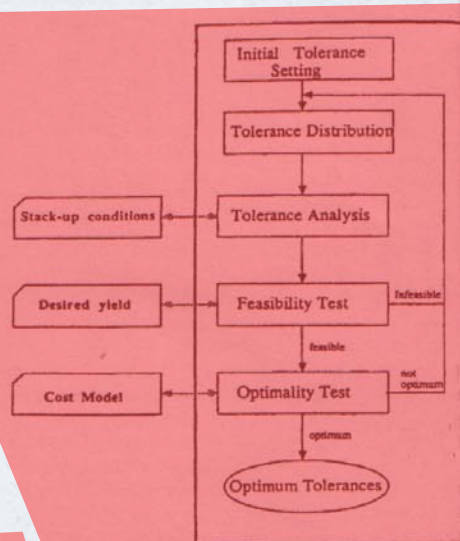 Initial Tolerance
Setting
Tolerance Distribution
Stack-up conditions
Tolerance Analysis
Desired yield
Feasibility Test
Infeasible
feasible
not
optimum
Cost Model
Optimality Test
optimum
Optimum Tolerances